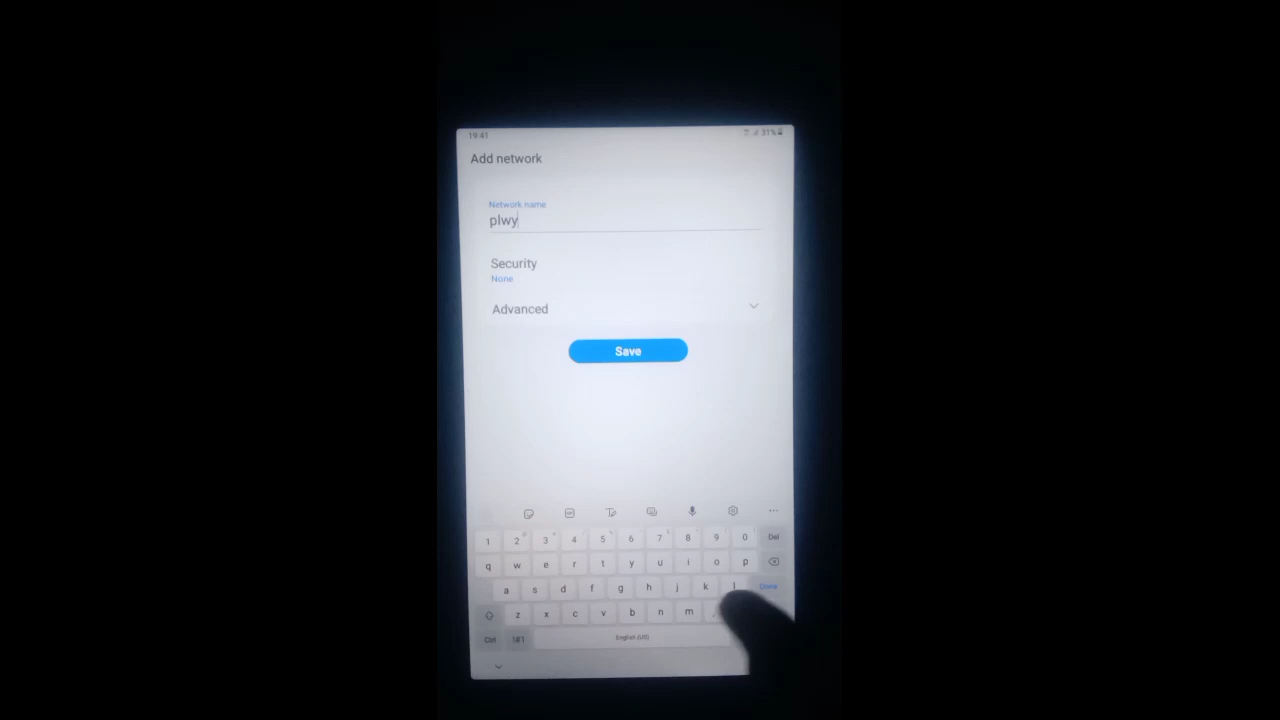 19:41 31%
Add network
Network name
plwy
Security
None
Advanced
Save
1 2 3 4 5 6 7 8 9 0 Del
q w e r t y u i o p
a s d f g h j k l Done
z x c v b n m
Ctrl !#1 English (US)